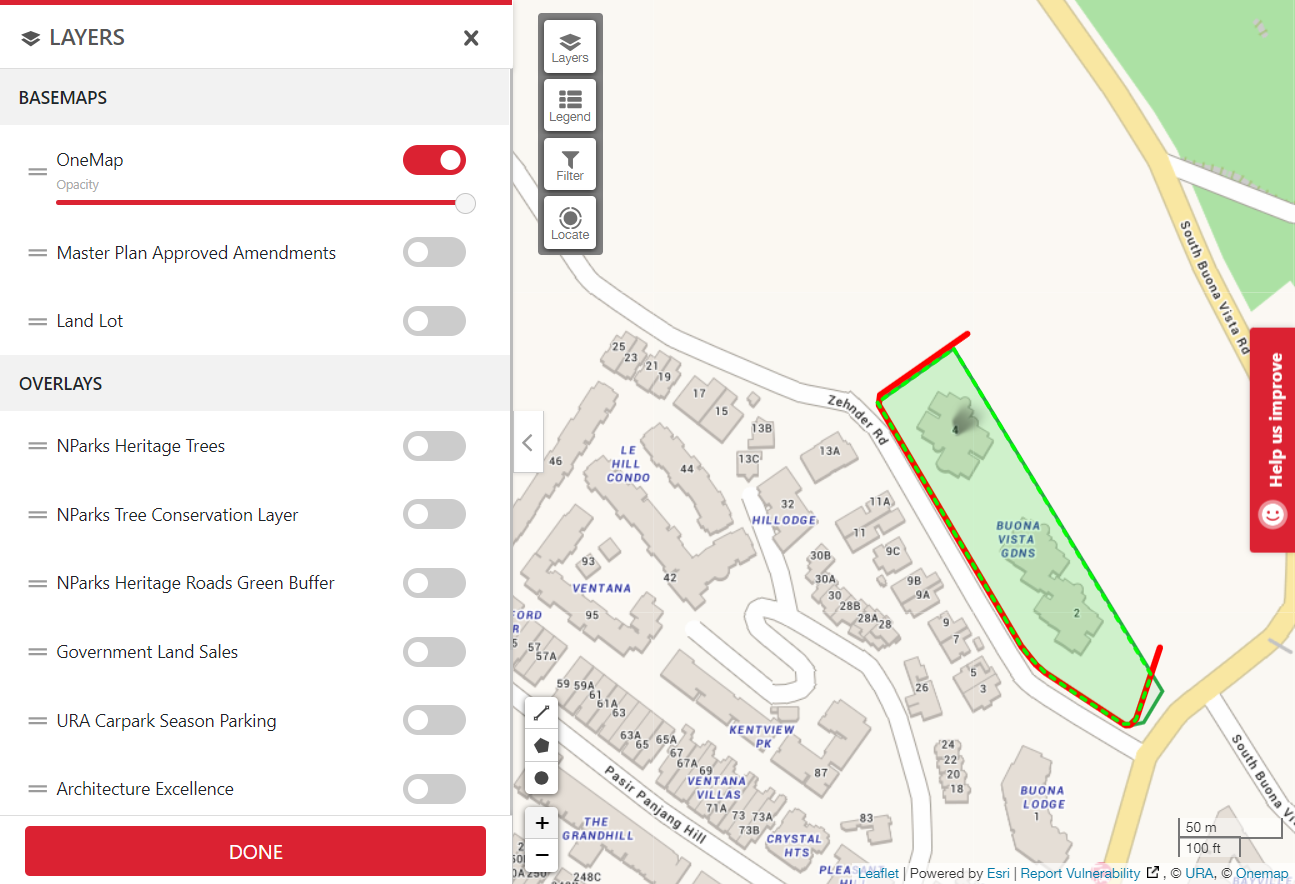 LAYERS
BASEMAPS
OneMap
Opacity
Master Plan Approved Amendments
Land Lot
OVERLAYS
NParks Heritage Trees
NParks Tree Conservation Layer
NParks Heritage Roads Green Buffer
Government Land Sales
URA Carpark Season Parking
Architecture Excellence
DONE
Layers
Legend
Filter
Locate
South Buona Vista Rd
Help us improve
25
23
21
19
17
15
13B
13C
13A
Zehnder Rd
4
46
LE
HILL
CONDO
44
32
HILLODGE
11A
11
9C
BUONA
VISTA
GDNS
2
30B
30A
30
28B
28A
28
9B
9A
9
7
5
3
26
93
VENTANA
95
42
57
57A
59
59A
61
61A
63
63A
65
65A
67
67A
69
VENTANA
VILLAS
71A
73
73A
73B
KENTVIEW
PK
87
24
22
20
18
83
BUONA
LODGE
1
South Buona Vis
Pasir Panjang Hill
THE
GRANDHILL
CRYSTAL
HTS
248C
+
−
50 m
100 ft
Leaflet | Powered by Esri | Report Vulnerability , © URA, © Onemap